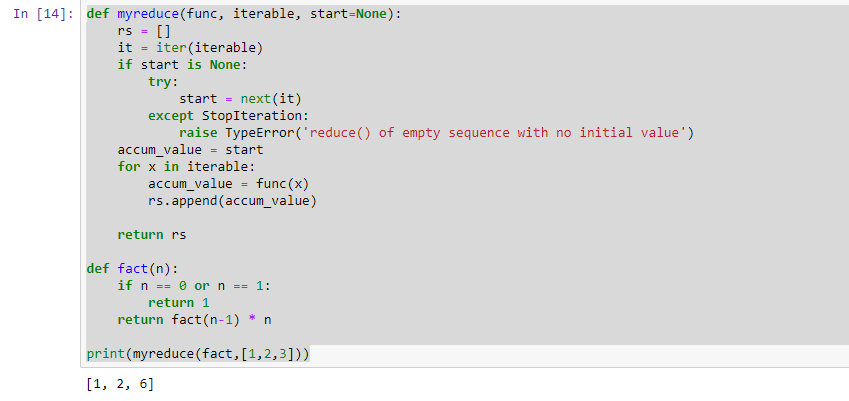 In [14]: def myreduce(func, iterable, start=None):
    rs = []
    it = iter(iterable)
    if start is None:
        try:
            start = next(it)
        except StopIteration:
            raise TypeError('reduce() of empty sequence with no initial value')
    accum_value = start
    for x in iterable:
        accum_value = func(x)
        rs.append(accum_value)

    return rs

def fact(n):
    if n == 0 or n == 1:
        return 1
    return fact(n-1) * n

print(myreduce(fact,[1,2,3]))
[1, 2, 6]